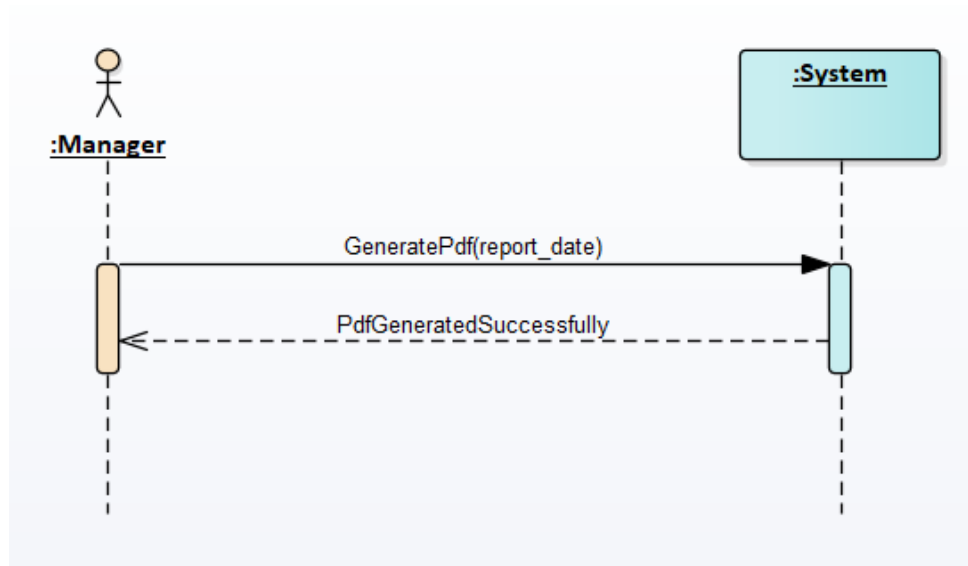 :System
:Manager
GeneratePdf(report_date)
PdfGeneratedSuccessfully